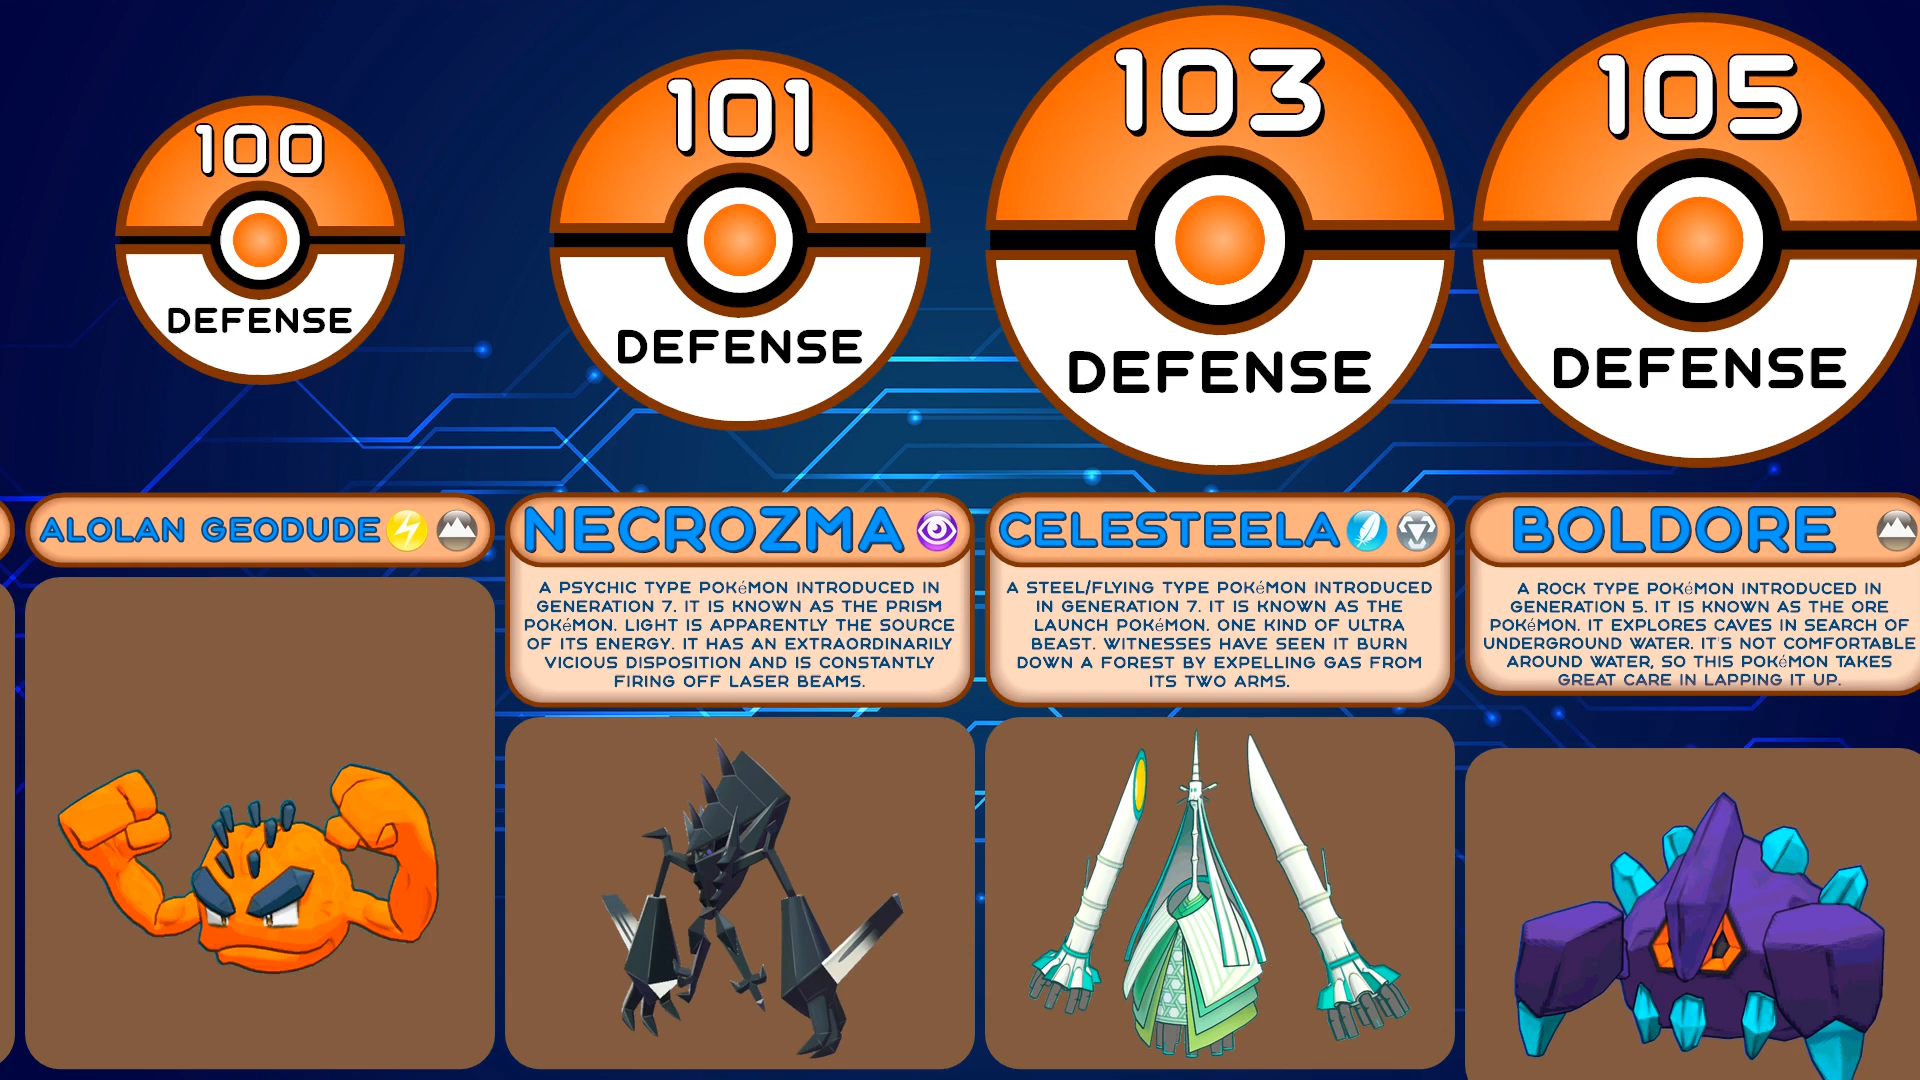 100
DEFENSE
ALOLAN GEODUDE
101
DEFENSE
NECROZMA
A PSYCHIC TYPE POKéMON INTRODUCED IN
GENERATION 7. IT IS KNOWN AS THE PRISM
POKéMON. LIGHT IS APPARENTLY THE SOURCE
OF ITS ENERGY. IT HAS AN EXTRAORDINARILY
VICIOUS DISPOSITION AND IS CONSTANTLY
FIRING OFF LASER BEAMS.
103
DEFENSE
CELESTEELA
A STEEL/FLYING TYPE POKéMON INTRODUCED
IN GENERATION 7. IT IS KNOWN AS THE
LAUNCH POKéMON. ONE KIND OF ULTRA
BEAST. WITNESSES HAVE SEEN IT BURN
DOWN A FOREST BY EXPELLING GAS FROM
ITS TWO ARMS.
105
DEFENSE
BOLDORE
A ROCK TYPE POKéMON INTRODUCED IN
GENERATION 5. IT IS KNOWN AS THE ORE
POKéMON. IT EXPLORES CAVES IN SEARCH OF
UNDERGROUND WATER. IT'S NOT COMFORTABLE
AROUND WATER, SO THIS POKéMON TAKES
GREAT CARE IN LAPPING IT UP.